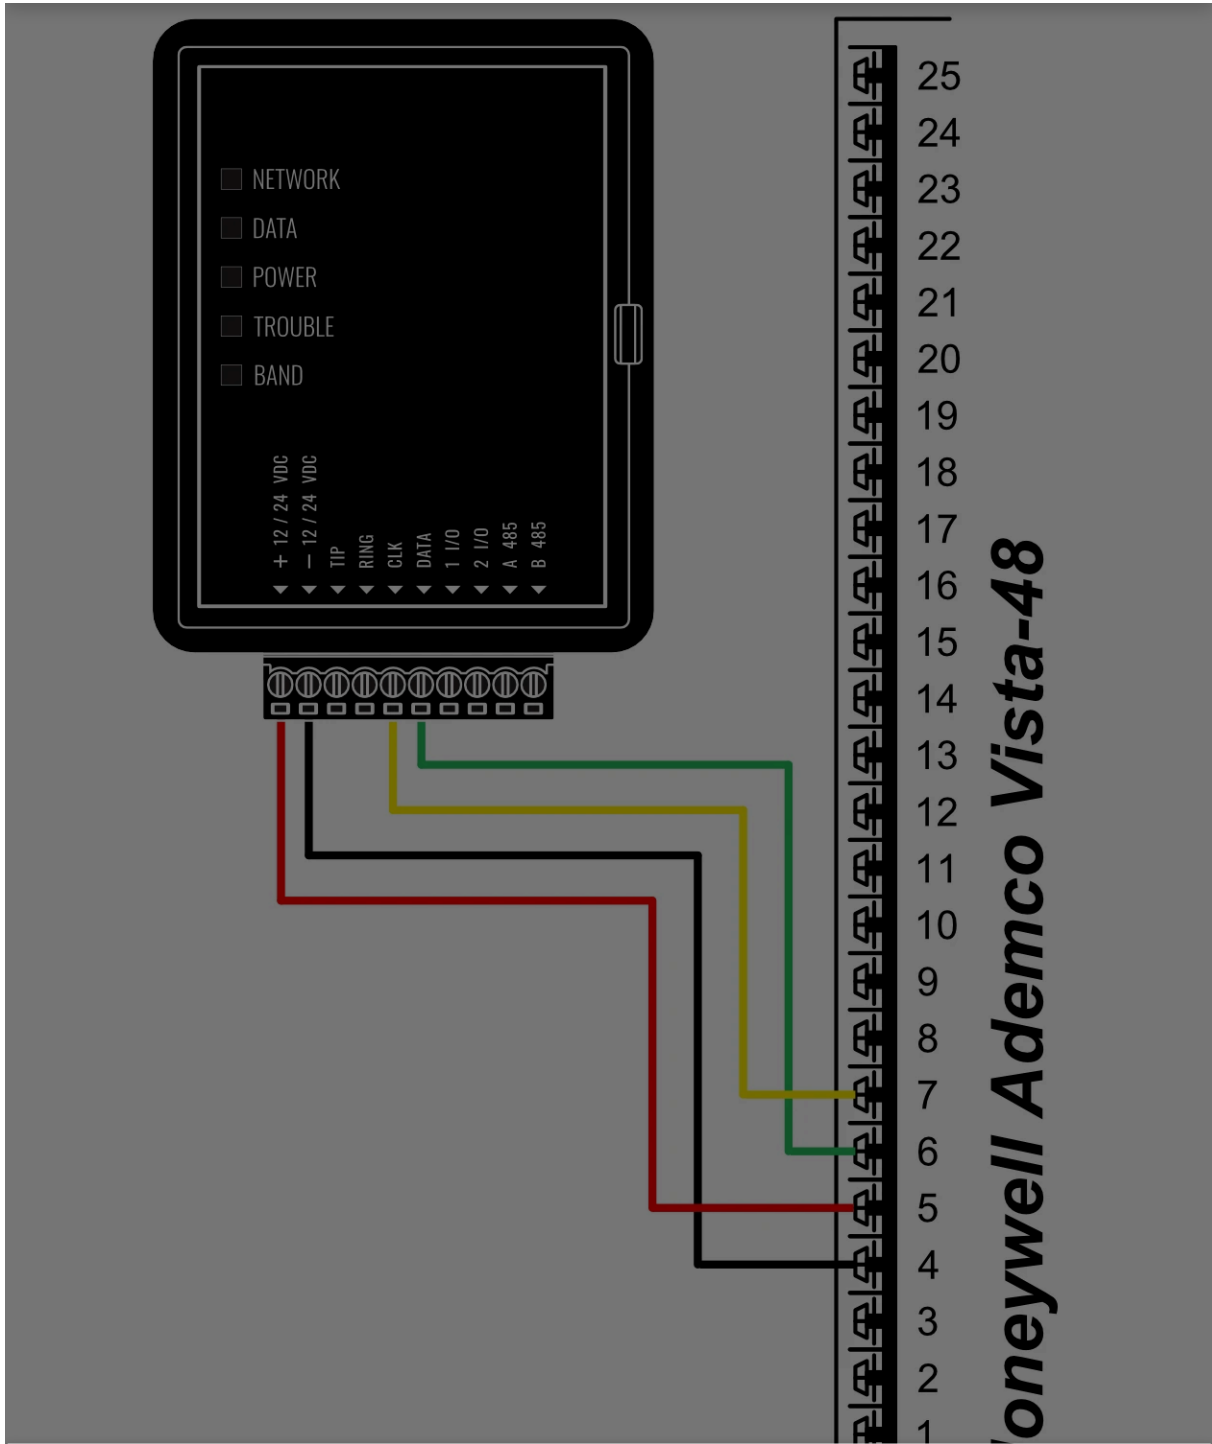 NETWORK
DATA
POWER
TROUBLE
BAND
+ 12 / 24 VDC
− 12 / 24 VDC
TIP
RING
CLK
DATA
1 I/O
2 I/O
A 485
B 485
25
24
23
22
21
20
19
18
17
16
15
14
13
12
11
10
9
8
7
6
5
4
3
2
1
oneywell Ademco Vista-48